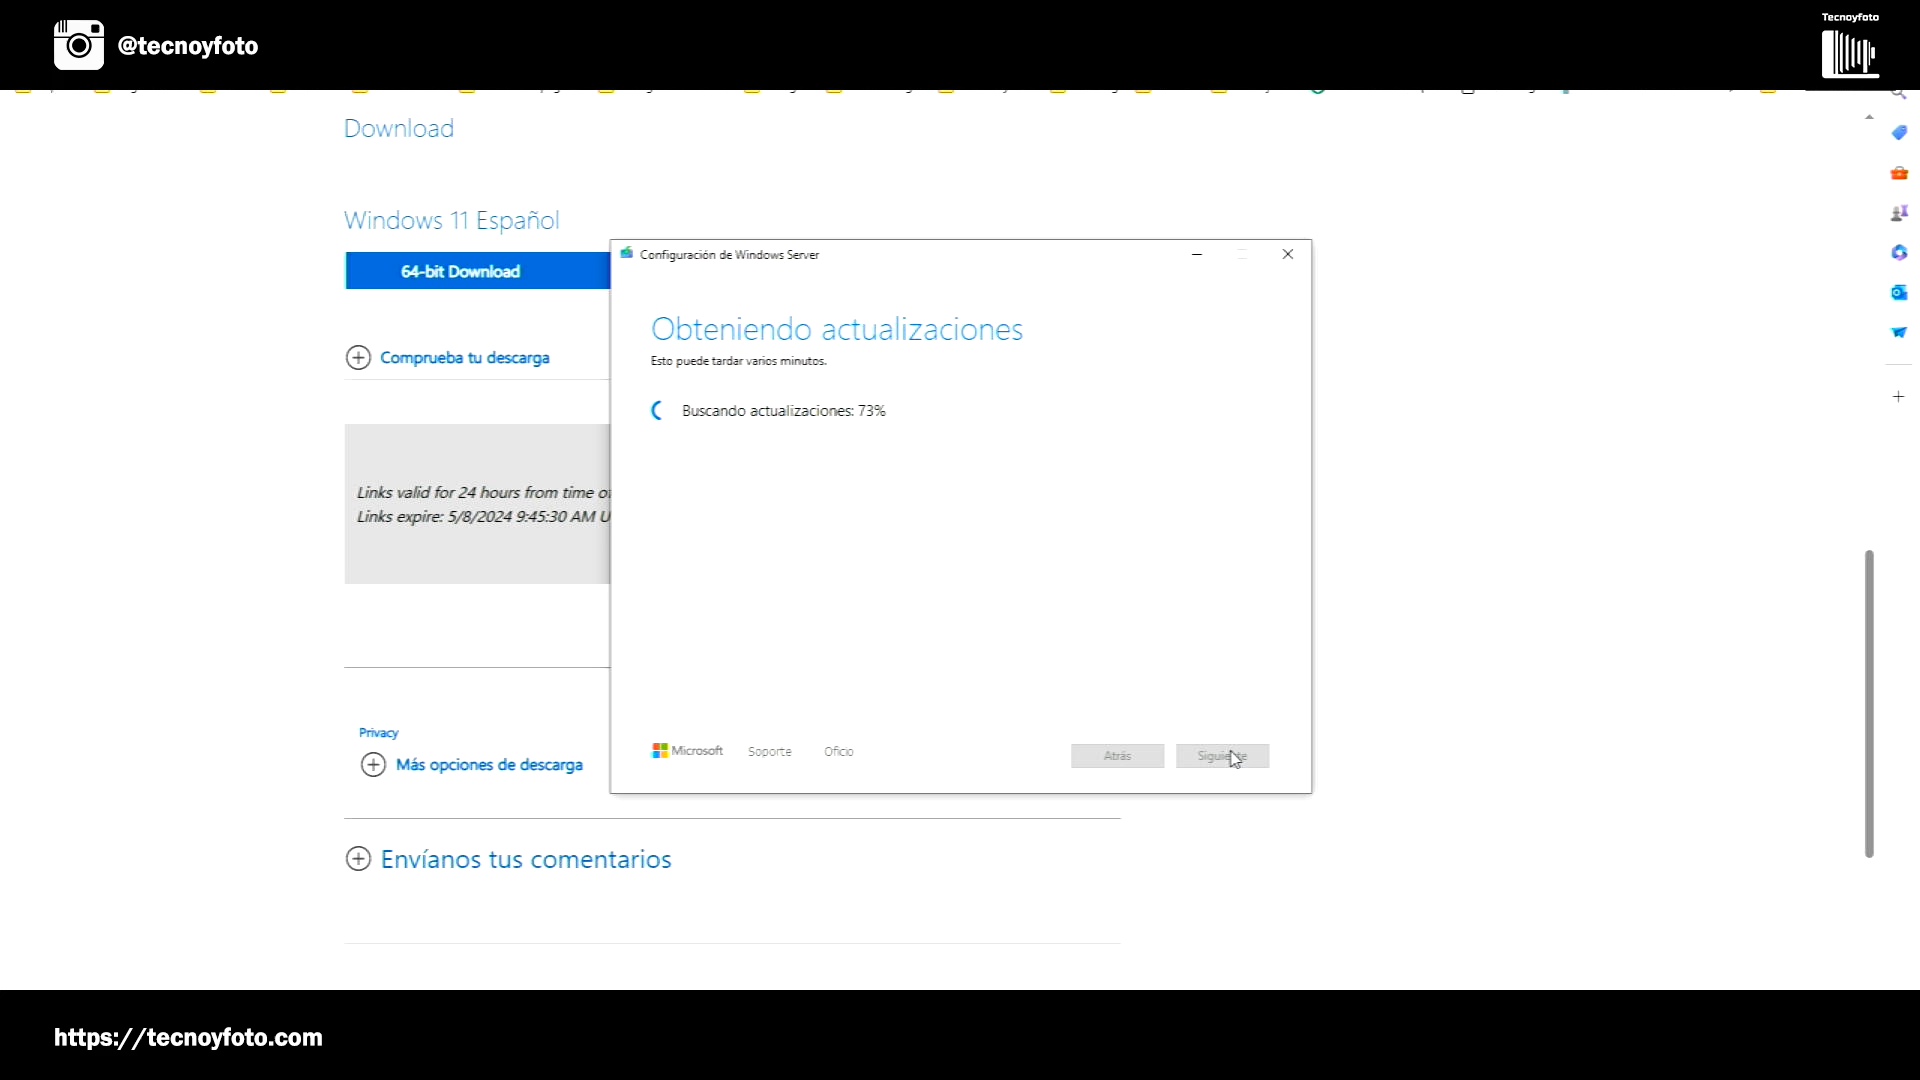 @tecnoyfoto
Tecnoyfoto
Download
Windows 11 Español
64-bit Download
Comprueba tu descarga
Links valid for 24 hours from time
Links expire: 5/8/2024 9:45:30 AM U
Privacy
Más opciones de descarga
Envíanos tus comentarios
Configuración de Windows Server
Obteniendo actualizaciones
Esto puede tardar varios minutos.
Buscando actualizaciones: 73%
Microsoft Soporte Oficio
Atrás Siguiente
https://tecnoyfoto.com